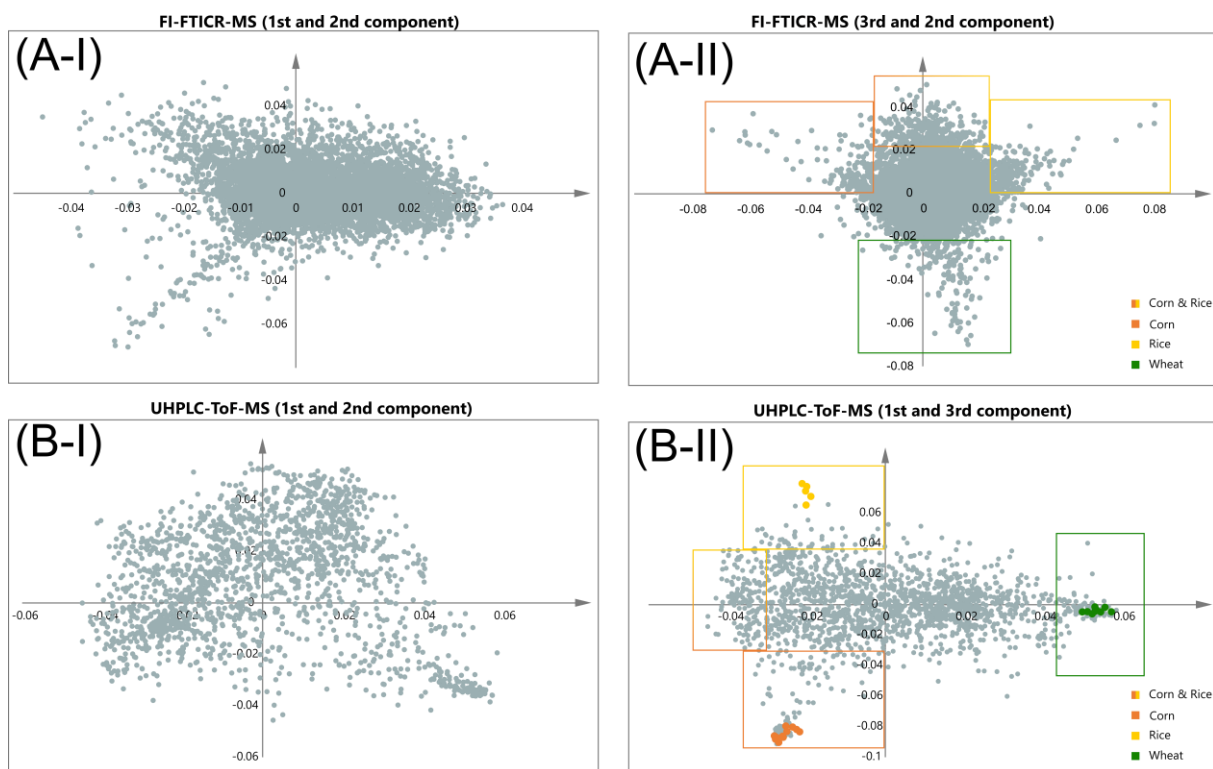 FI-FTICR-MS (1st and 2nd component)
(A-I)
0.04
0.02
-0.04 -0.03 -0.02 -0.01 0 0.01 0.02 0.04
-0.02
-0.04
-0.06
FI-FTICR-MS (3rd and 2nd component)
(A-II)
0.04
0.02
-0.08 -0.06 -0.04 -0.02 0 0.02 0.04 0.06 0.08
-0.02
-0.04
-0.06
-0.08
Corn & Rice
Corn
Rice
Wheat
UHPLC-ToF-MS (1st and 2nd component)
(B-I)
0.04
0.02
-0.06 -0.04 -0.02 0 0.02 0.04 0.06
-0.02
-0.04
-0.06
UHPLC-ToF-MS (1st and 3rd component)
(B-II)
0.06
0.04
0.02
-0.04 -0.02 0 0.02 0.04 0.06
-0.02
-0.04
-0.06
-0.08
-0.1
Corn & Rice
Corn
Rice
Wheat